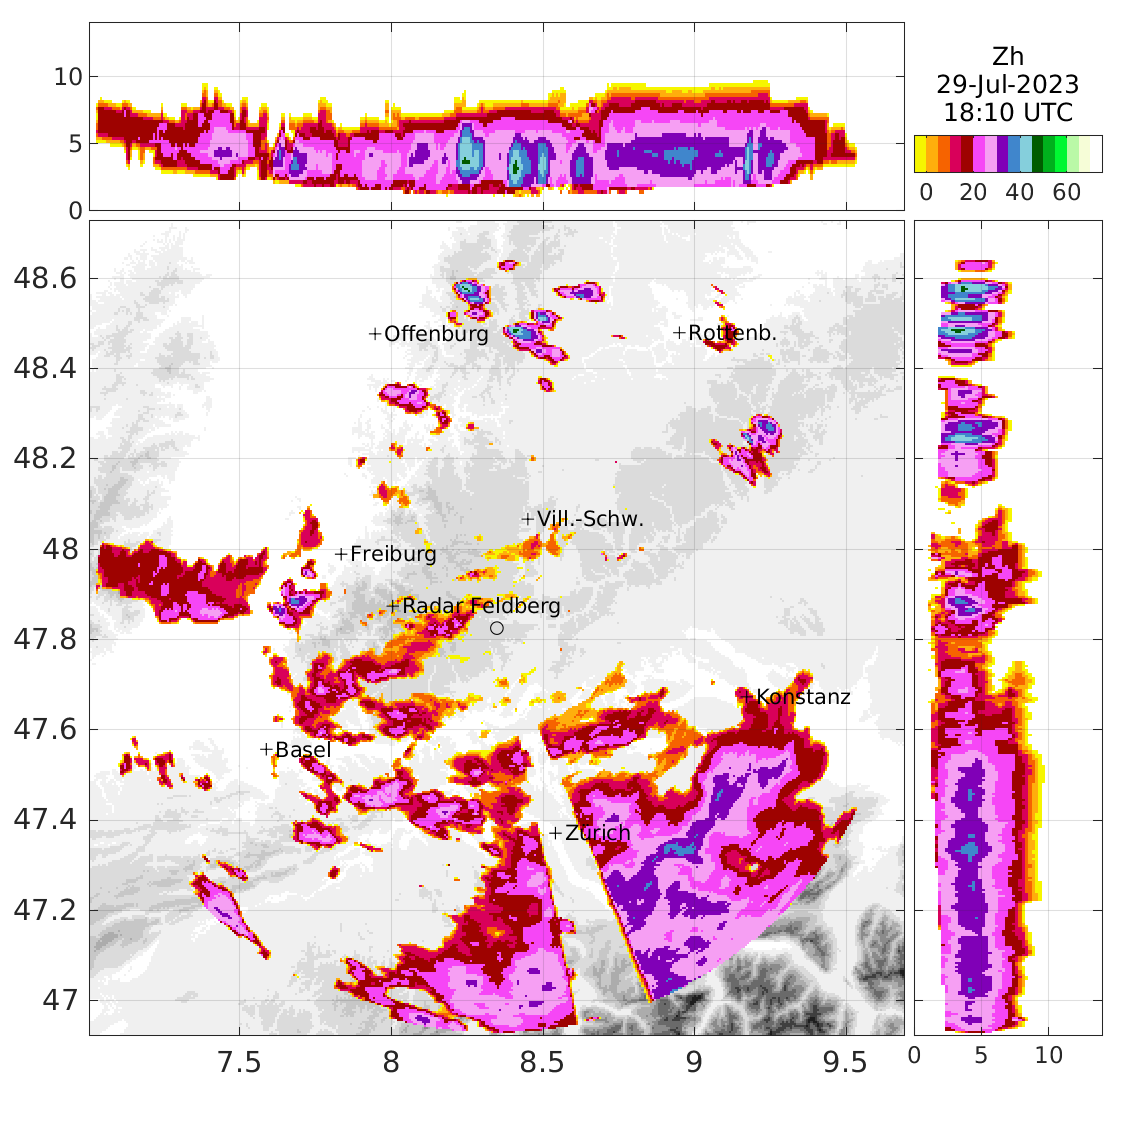 Zh
29-Jul-2023
18:10 UTC
0 20 40 60
10
5
0
48.6
48.4
48.2
48
47.8
47.6
47.4
47.2
47
+Offenburg
+Rottenb.
+Vill.-Schw.
+Freiburg
+Radar Feldberg
+Konstanz
+Basel
+Zürich
7.5 8 8.5 9 9.5
0 5 10